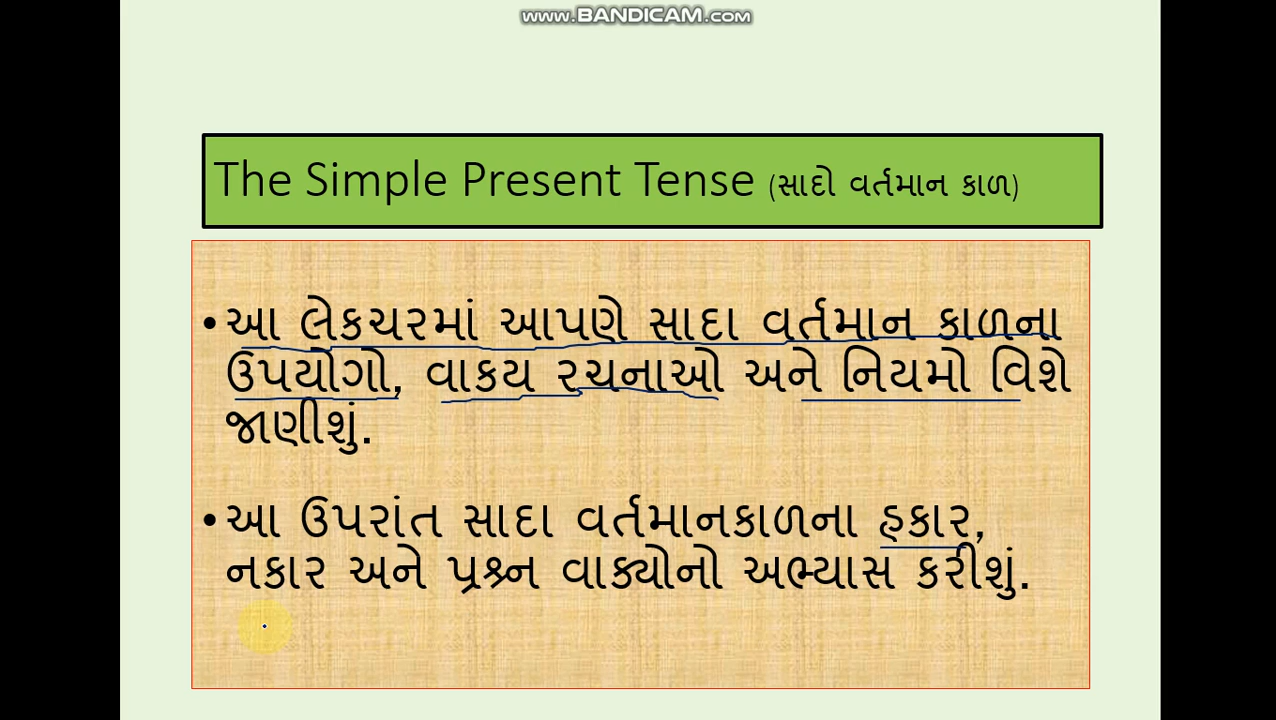 www.BANDICAM.com
The Simple Present Tense (સાદો વર્તમાન કાળ)
•આ લેકચરમાં આપણે સાદા વર્તમાન કાળના
ઉપયોગો, વાકય રચનાઓ અને નિયમો વિશે
જાણીશું.
•આ ઉપરાંત સાદા વર્તમાનકાળના હકાર,
નકાર અને પ્રશ્ન વાક્યોનો અભ્યાસ કરીશું.